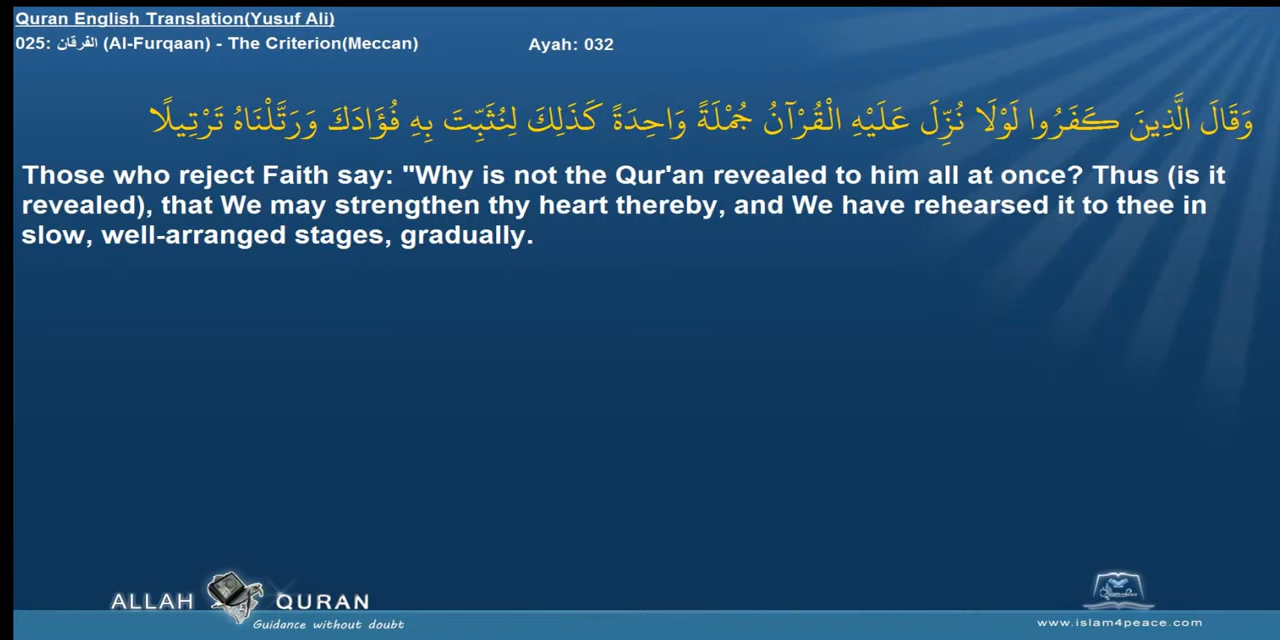 Quran English Translation(Yusuf Ali)
025: الفرقان (Al-Furqaan) - The Criterion(Meccan)
Ayah: 032
وَقَالَ الَّذِينَ كَفَرُوا لَوْلَا نُزِّلَ عَلَيْهِ الْقُرْآنُ جُمْلَةً وَاحِدَةً كَذَلِكَ لِنُثَبِّتَ بِهِ فُؤَادَكَ وَرَتَّلْنَاهُ تَرْتِيلًا
Those who reject Faith say: "Why is not the Qur'an revealed to him all at once? Thus (is it
revealed), that We may strengthen thy heart thereby, and We have rehearsed it to thee in
slow, well-arranged stages, gradually.
ALLAH QURAN
Guidance without doubt
www.islam4peace.com